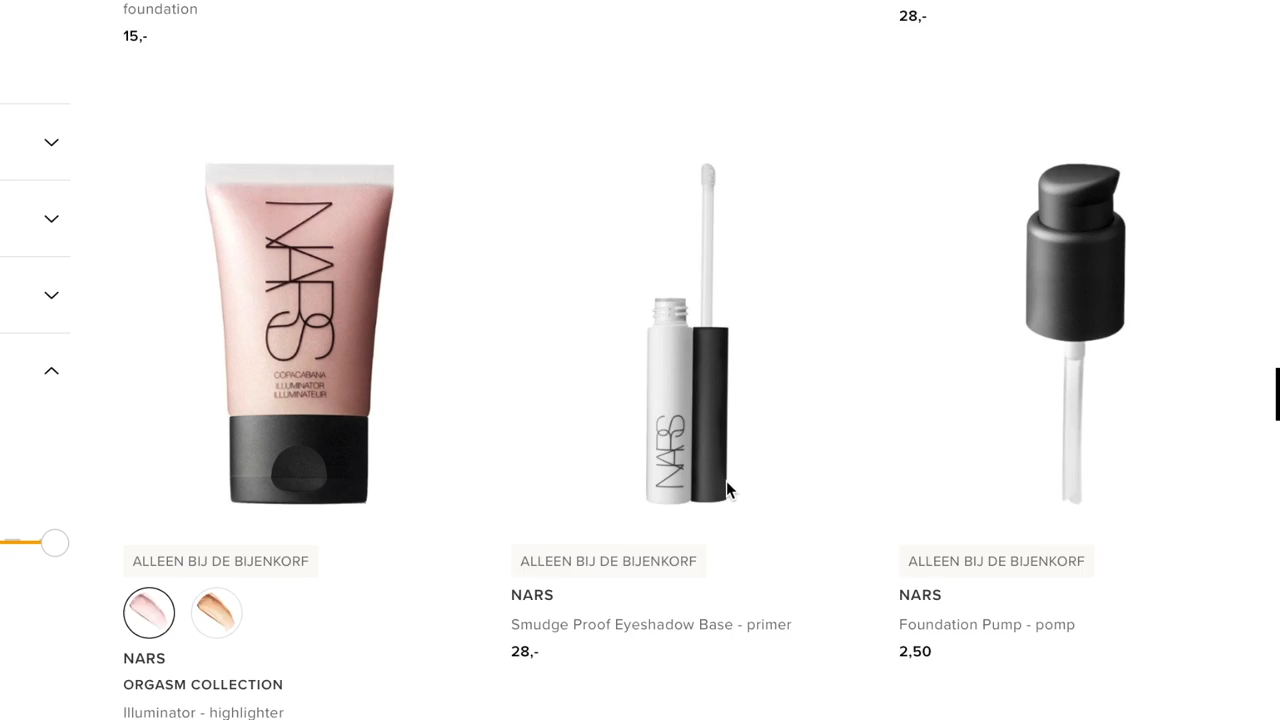 foundation
15,-
28,-
NARS
COPACABANA
ILLUMINATOR
ILLUMINATEUR
NARS
ALLEEN BIJ DE BIJENKORF
ALLEEN BIJ DE BIJENKORF
ALLEEN BIJ DE BIJENKORF
NARS
ORGASM COLLECTION
Illuminator - highlighter
NARS
Smudge Proof Eyeshadow Base - primer
28,-
NARS
Foundation Pump - pomp
2,50